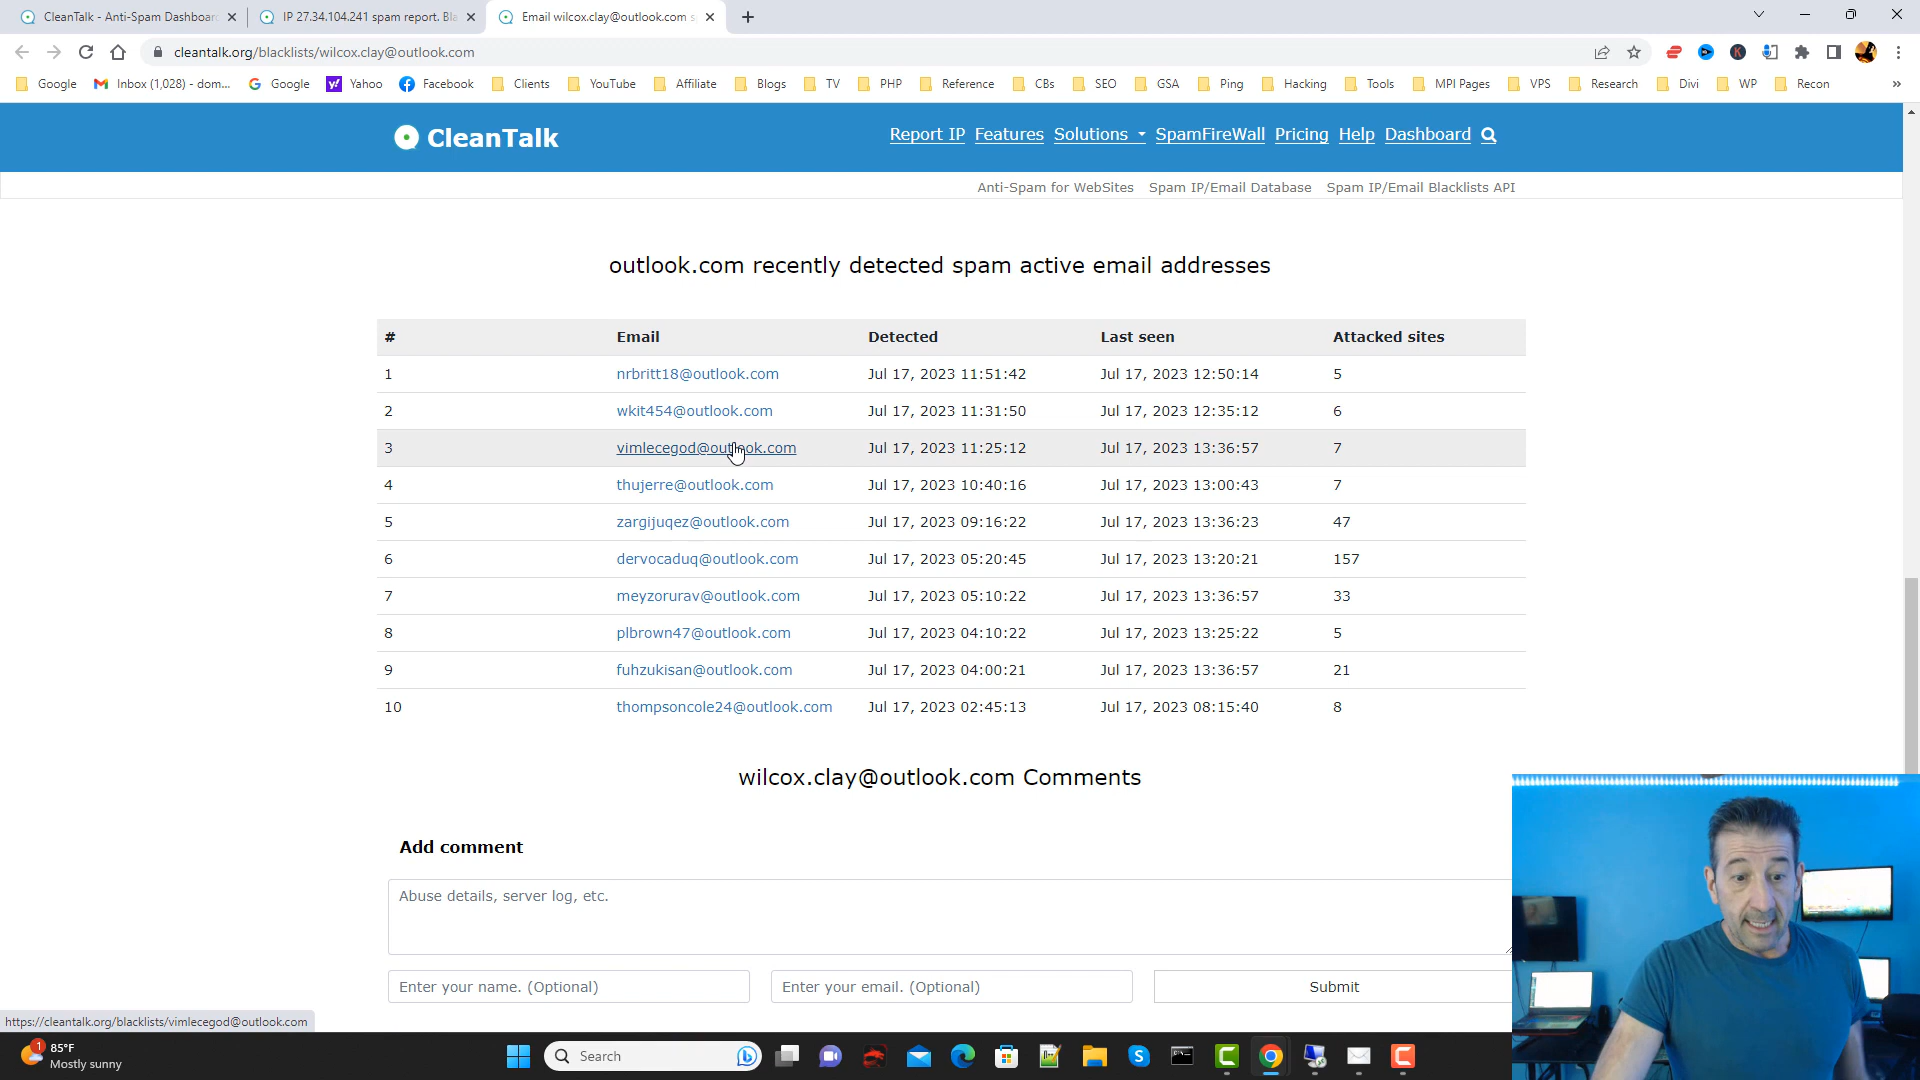 CleanTalk - Anti-Spam Dashboard
IP 27.34.104.241 spam report. Bla
Email wilcox.clay@outlook.com s
cleantalk.org/blacklists/wilcox.clay@outlook.com
Google
Inbox (1,028) - dom...
Google
Yahoo
Facebook
Clients
YouTube
Affiliate
Blogs
TV
PHP
Reference
CBs
SEO
GSA
Ping
Hacking
Tools
MPI Pages
VPS
Research
Divi
WP
Recon
»
CleanTalk
Report IP Features Solutions SpamFireWall Pricing Help Dashboard
Anti-Spam for WebSites Spam IP/Email Database Spam IP/Email Blacklists API
outlook.com recently detected spam active email addresses
# Email Detected Last seen Attacked sites
1 nrbritt18@outlook.com Jul 17, 2023 11:51:42 Jul 17, 2023 12:50:14 5
2 wkit454@outlook.com Jul 17, 2023 11:31:50 Jul 17, 2023 12:35:12 6
3 vimlecegod@outlook.com Jul 17, 2023 11:25:12 Jul 17, 2023 13:36:57 7
4 thujerre@outlook.com Jul 17, 2023 10:40:16 Jul 17, 2023 13:00:43 7
5 zargijuqez@outlook.com Jul 17, 2023 09:16:22 Jul 17, 2023 13:36:23 47
6 dervocaduq@outlook.com Jul 17, 2023 05:20:45 Jul 17, 2023 13:20:21 157
7 meyzorurav@outlook.com Jul 17, 2023 05:10:22 Jul 17, 2023 13:36:57 33
8 plbrown47@outlook.com Jul 17, 2023 04:10:22 Jul 17, 2023 13:25:22 5
9 fuhzukisan@outlook.com Jul 17, 2023 04:00:21 Jul 17, 2023 13:36:57 21
10 thompsoncole24@outlook.com Jul 17, 2023 02:45:13 Jul 17, 2023 08:15:40 8
wilcox.clay@outlook.com Comments
Add comment
Abuse details, server log, etc.
Enter your name. (Optional)
Enter your email. (Optional)
Submit
https://cleantalk.org/blacklists/vimlecegod@outlook.com
1
85°F
Mostly sunny
Search